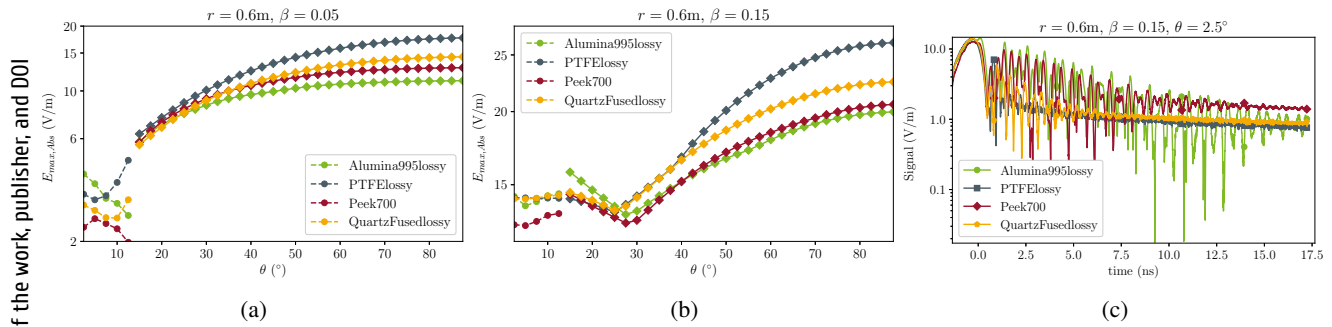 f the work, publisher, and DOI
r = 0.6m, β = 0.05
20
10
6
2
E_{max,Abs} (V/m)
10 20 30 40 50 60 70 80
θ (°)
Alumina995lossy
PTFElossy
Peek700
QuartzFusedlossy
(a)
r = 0.6m, β = 0.15
25
20
15
E_{max,Abs} (V/m)
10 20 30 40 50 60 70 80
θ (°)
Alumina995lossy
PTFElossy
Peek700
QuartzFusedlossy
(b)
r = 0.6m, β = 0.15, θ = 2.5°
10.0
1.0
0.1
Signal (V/m)
0.0 2.5 5.0 7.5 10.0 12.5 15.0 17.5
time (ns)
Alumina995lossy
PTFElossy
Peek700
QuartzFusedlossy
(c)